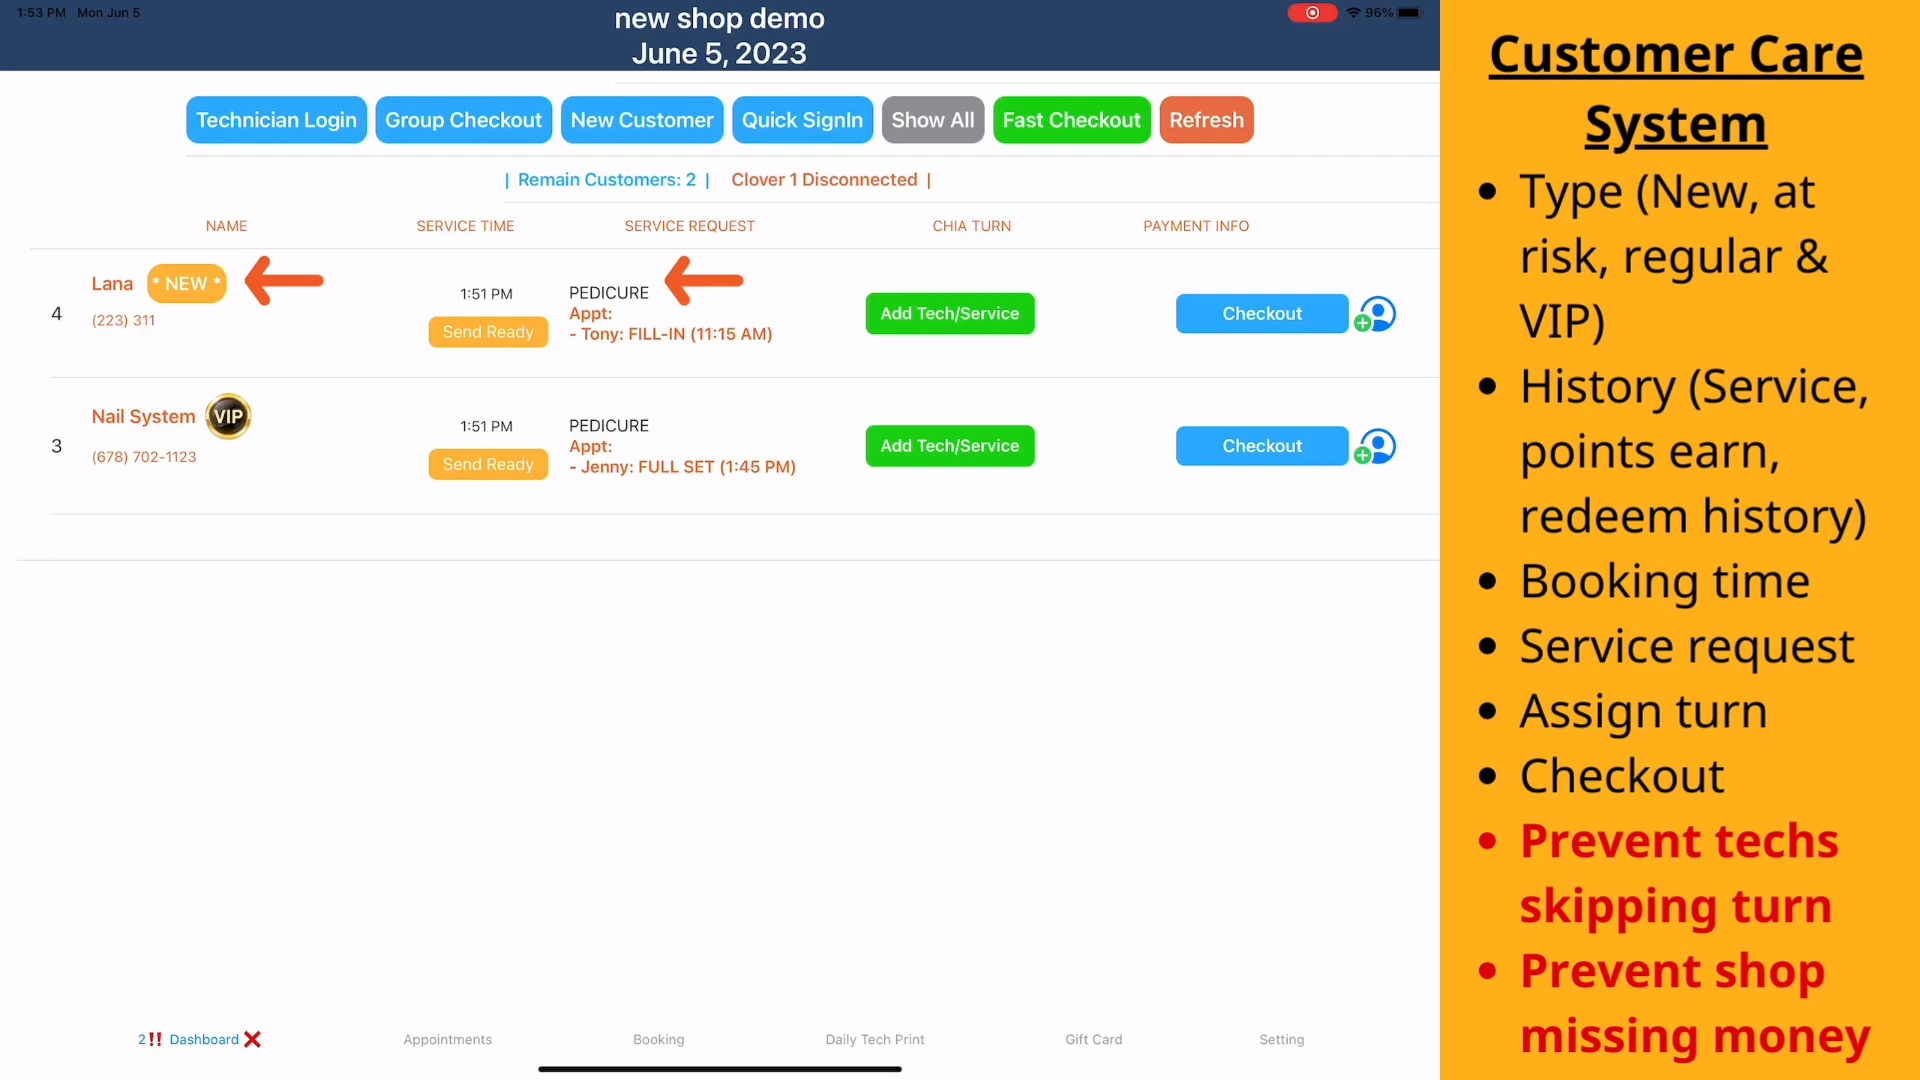 1:53 PM Mon Jun 5
96%
new shop demo
June 5, 2023
Technician Login
Group Checkout
New Customer
Quick SignIn
Show All
Fast Checkout
Refresh
| Remain Customers: 2 | Clover 1 Disconnected |
NAME SERVICE TIME SERVICE REQUEST CHIA TURN PAYMENT INFO
4
Lana * NEW *
(223) 311
1:51 PM
Send Ready
PEDICURE
Appt:
- Tony: FILL-IN (11:15 AM)
Add Tech/Service
Checkout
3
Nail System VIP
(678) 702-1123
1:51 PM
Send Ready
PEDICURE
Appt:
- Jenny: FULL SET (1:45 PM)
Add Tech/Service
Checkout
2‼ Dashboard ❌
Appointments
Booking
Daily Tech Print
Gift Card
Setting
Customer Care
System
• Type (New, at
risk, regular &
VIP)
• History (Service,
points earn,
redeem history)
• Booking time
• Service request
• Assign turn
• Checkout
• Prevent techs
skipping turn
• Prevent shop
missing money